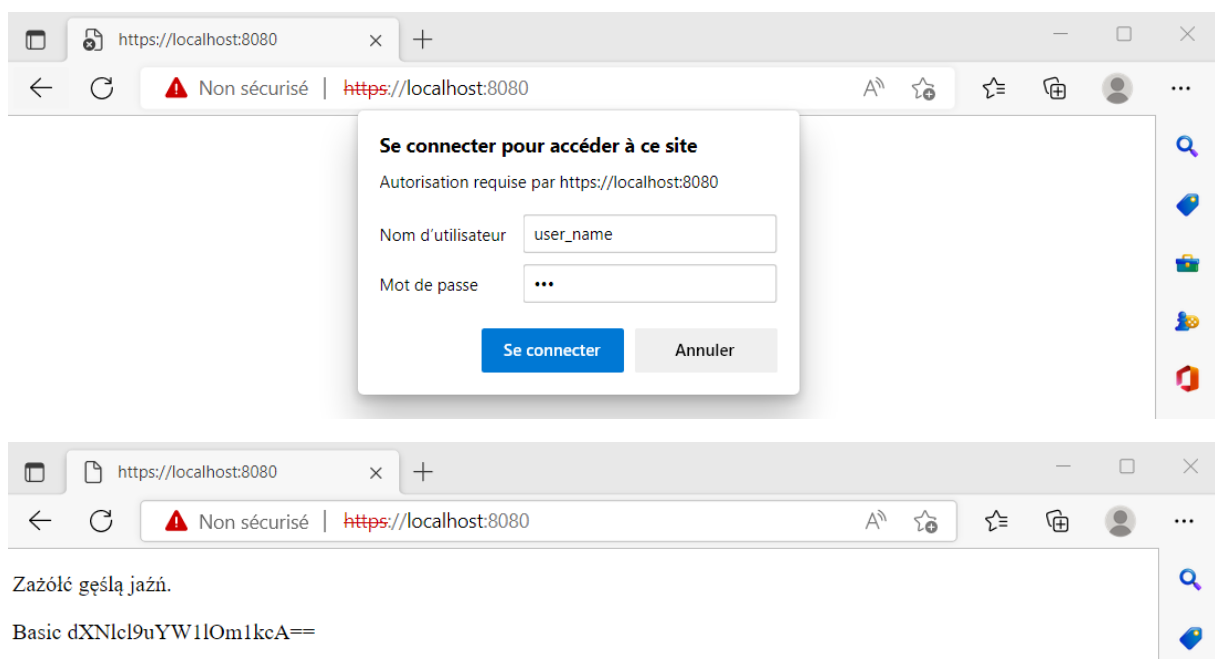 https://localhost:8080
Non sécurisé | https://localhost:8080
Se connecter pour accéder à ce site
Autorisation requise par https://localhost:8080
Nom d'utilisateur user_name
Mot de passe •••
Se connecter Annuler
https://localhost:8080
Non sécurisé | https://localhost:8080
Zażółć gęślą jaźń.
Basic dXNlcl9uYW1lOm1kcA==